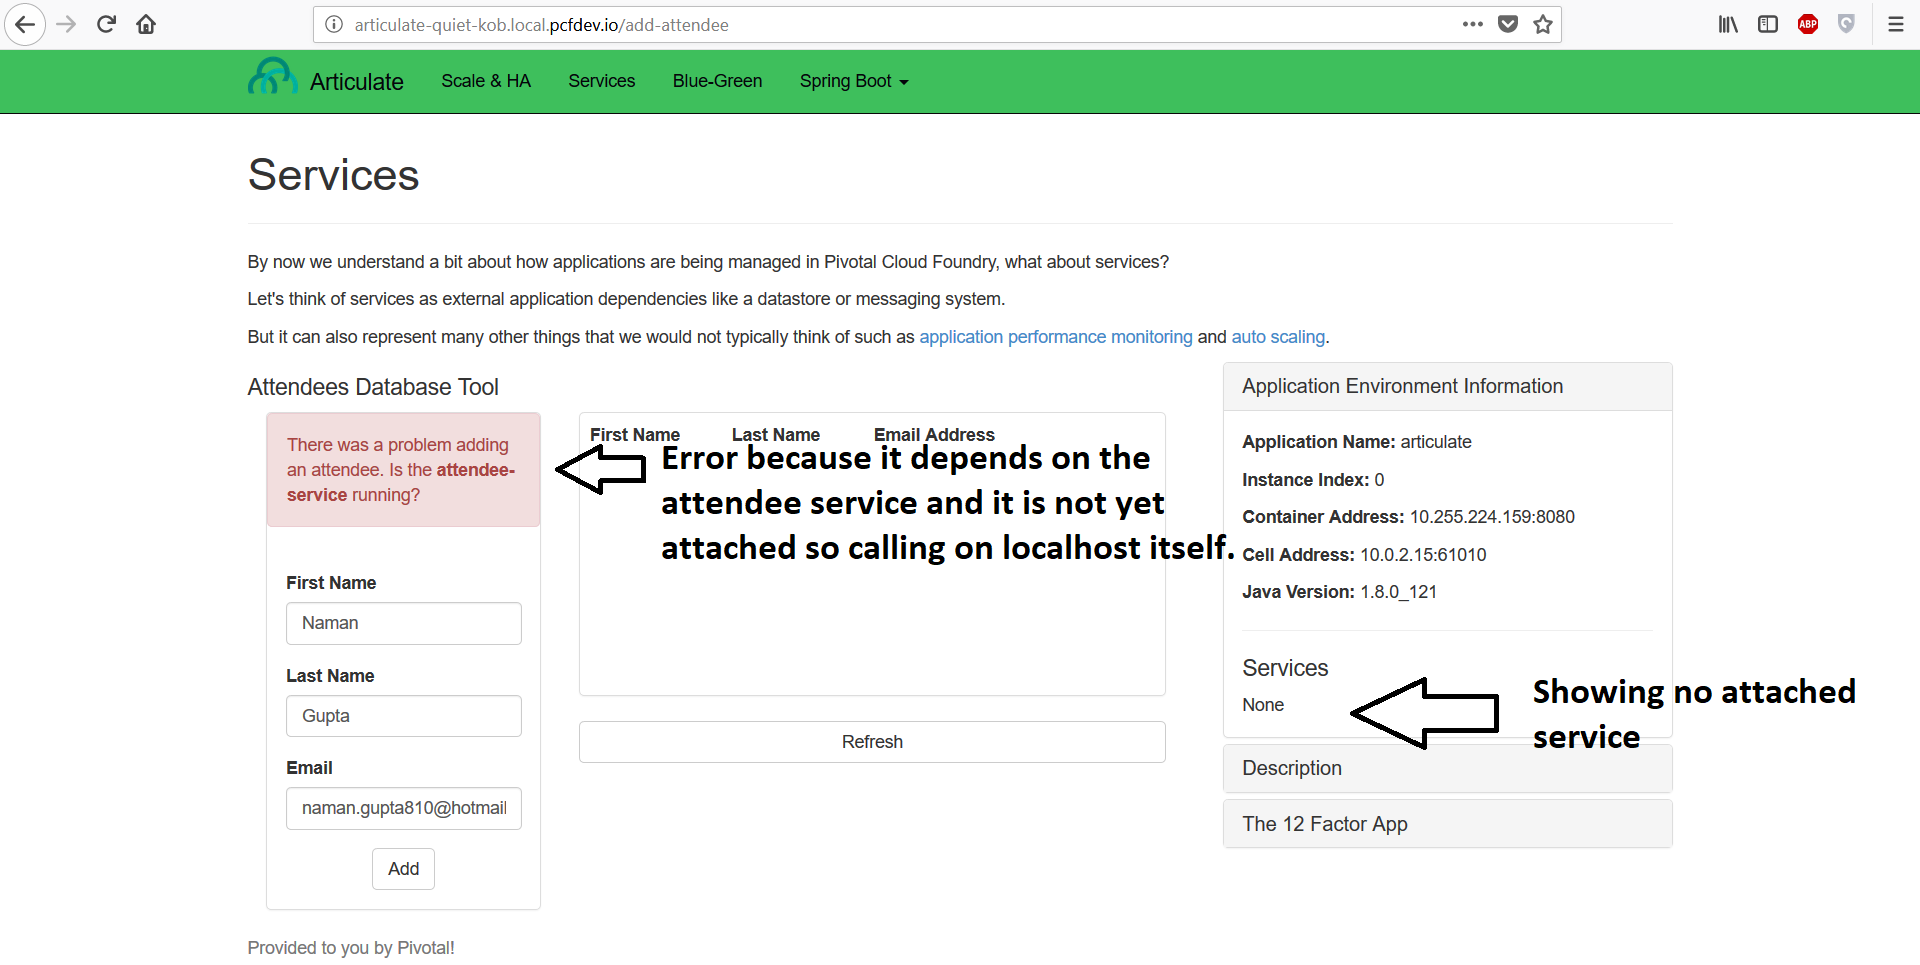 articulate-quiet-kob.local.pcfdev.io/add-attendee
ABP
Articulate
Scale & HA
Services
Blue-Green
Spring Boot
Services
By now we understand a bit about how applications are being managed in Pivotal Cloud Foundry, what about services?
Let's think of services as external application dependencies like a datastore or messaging system.
But it can also represent many other things that we would not typically think of such as application performance monitoring and auto scaling.
Attendees Database Tool
There was a problem adding
an attendee. Is the attendee-
service running?
First Name
Naman
Last Name
Gupta
Email
naman.gupta810@hotmail
Add
First Name Last Name Email Address
Error because it depends on the
attendee service and it is not yet
attached so calling on localhost itself.
Refresh
Application Environment Information
Application Name: articulate
Instance Index: 0
Container Address: 10.255.224.159:8080
Cell Address: 10.0.2.15:61010
Java Version: 1.8.0_121
Services
None
Showing no attached
service
Description
The 12 Factor App
Provided to you by Pivotal!